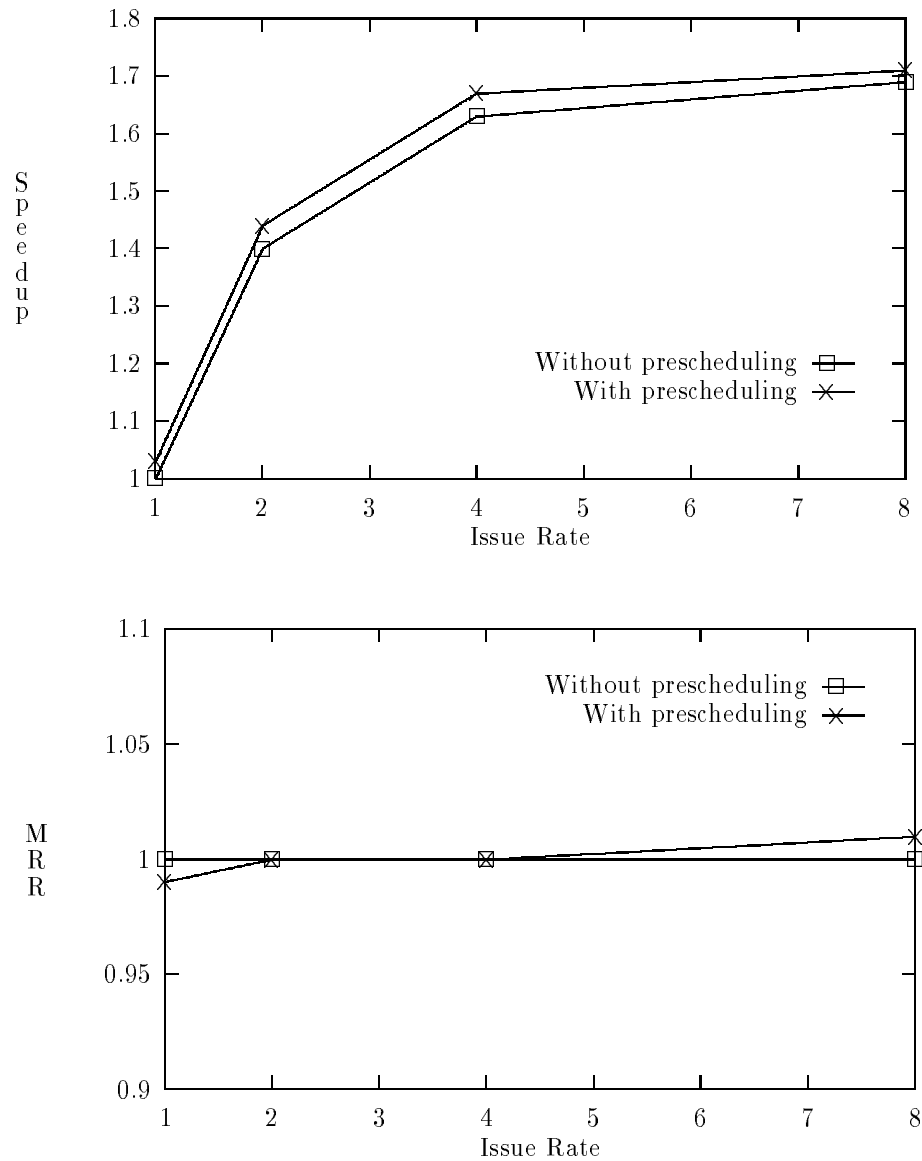 1.8
1.7
1.6
1.5
1.4
1.3
1.2
1.1
1
Speedup
Without prescheduling
With prescheduling
1 2 3 4 5 6 7 8
Issue Rate
1.1
1.05
1
0.95
0.9
MRR
Without prescheduling
With prescheduling
1 2 3 4 5 6 7 8
Issue Rate